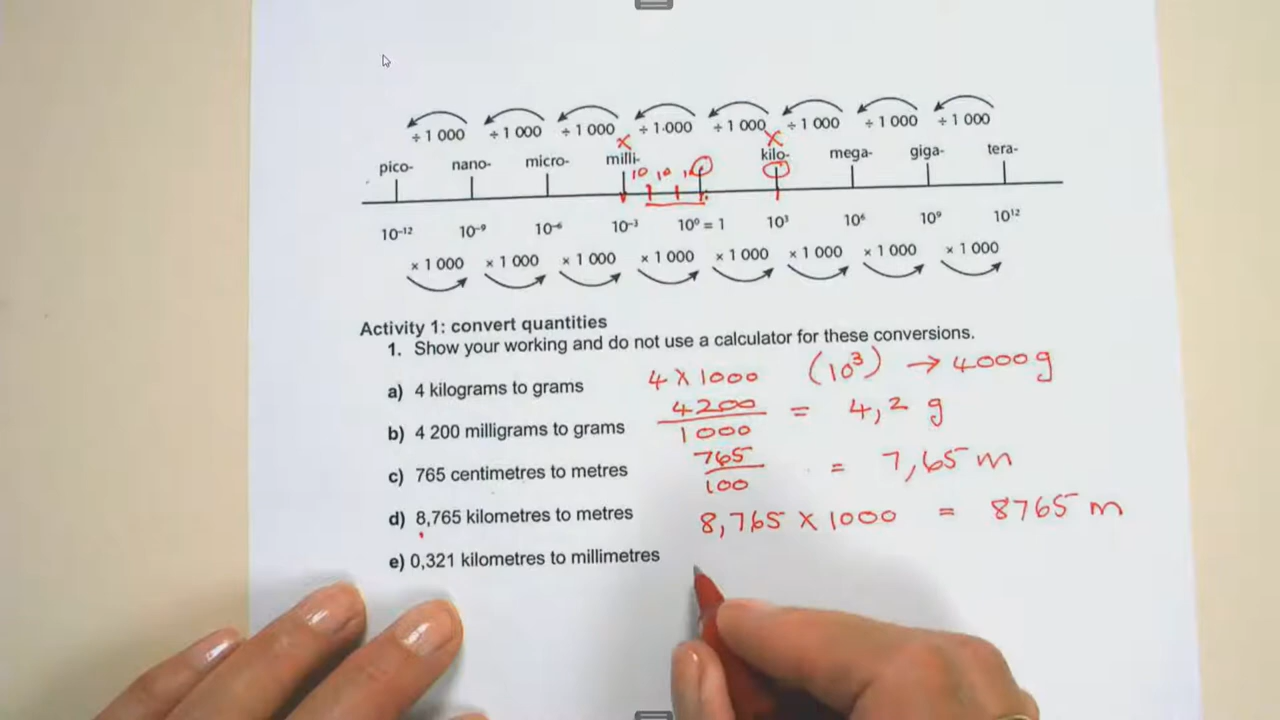 ÷ 1 000 ÷ 1 000 ÷ 1 000 ÷ 1 000 ÷ 1 000 ÷ 1 000 ÷ 1 000 ÷ 1 000
pico- nano- micro- milli- kilo- mega- giga- tera-
10 10
10⁻¹² 10⁻⁹ 10⁻⁶ 10⁻³ 10⁰ = 1 10³ 10⁶ 10⁹ 10¹²
× 1 000 × 1 000 × 1 000 × 1 000 × 1 000 × 1 000 × 1 000 × 1 000
Activity 1: convert quantities
1. Show your working and do not use a calculator for these conversions.
a) 4 kilograms to grams 4 X 1000 (10³) → 4000g
b) 4 200 milligrams to grams 4200/1000 = 4,2 g
c) 765 centimetres to metres 765/100 = 7,65 m
d) 8,765 kilometres to metres 8,765 X 1000 = 8765 m
e) 0,321 kilometres to millimetres